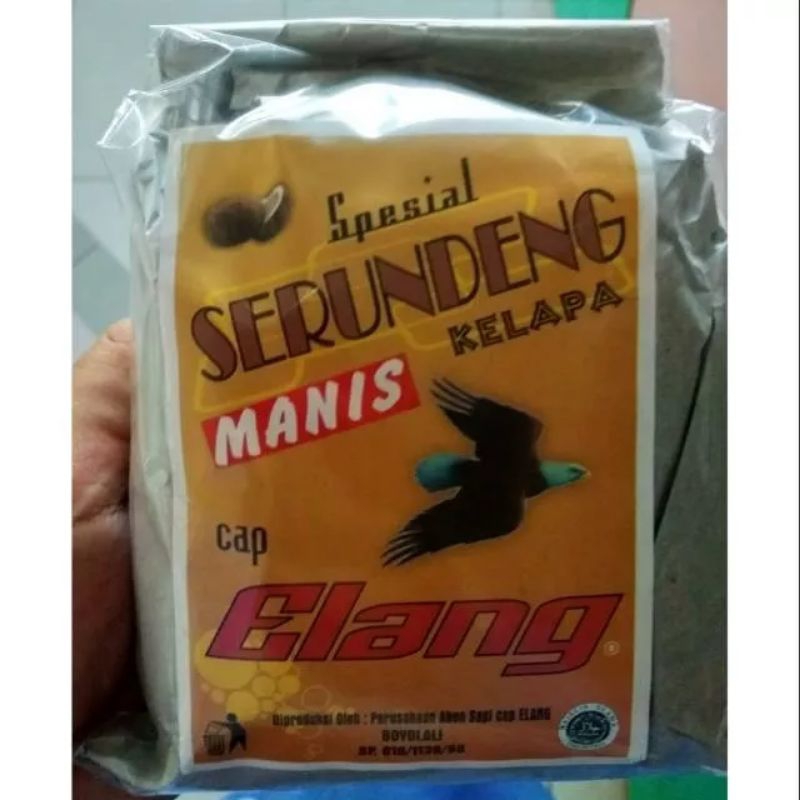 Spesial
SERUNDENG
KELAPA
MANIS
cap
Elang
®
Diproduksi Oleh : Perusahaan Abon Sapi cap ELANG
BOYOLALI